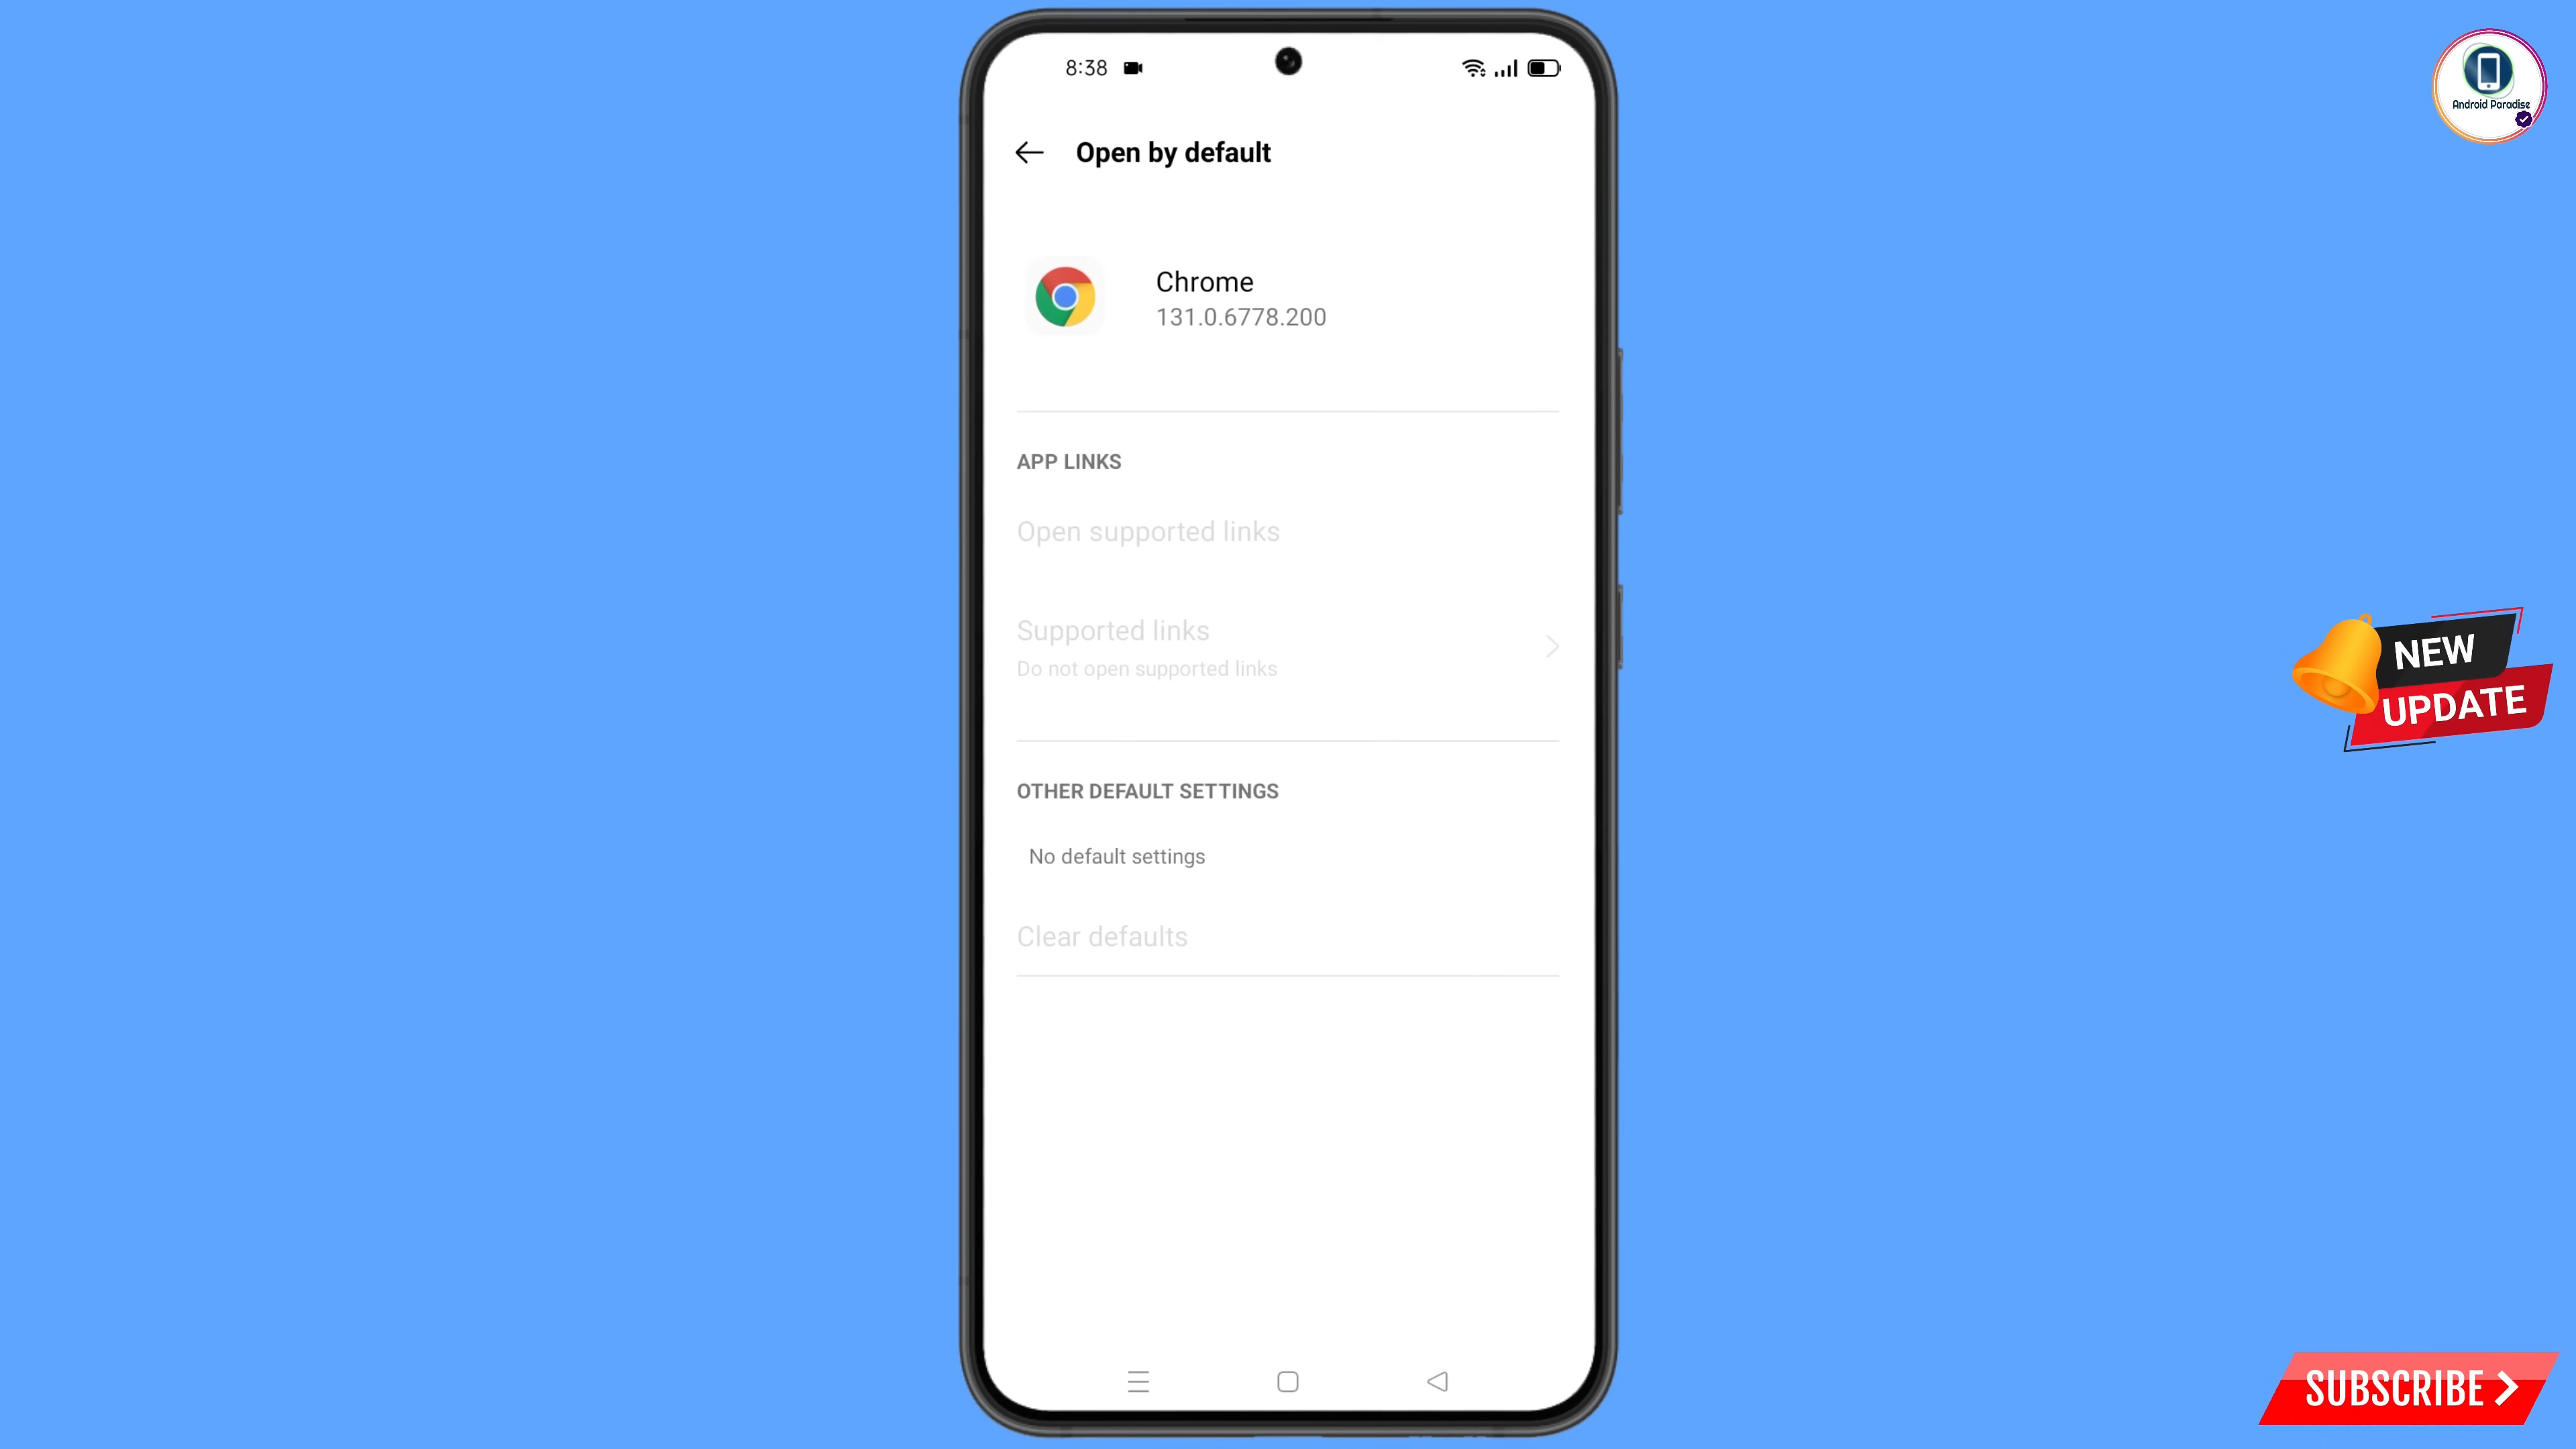 8:38
Open by default
Chrome
131.0.6778.200
APP LINKS
Open supported links
Supported links
Do not open supported links
OTHER DEFAULT SETTINGS
No default settings
Clear defaults
Android Paradise
NEW
UPDATE
SUBSCRIBE